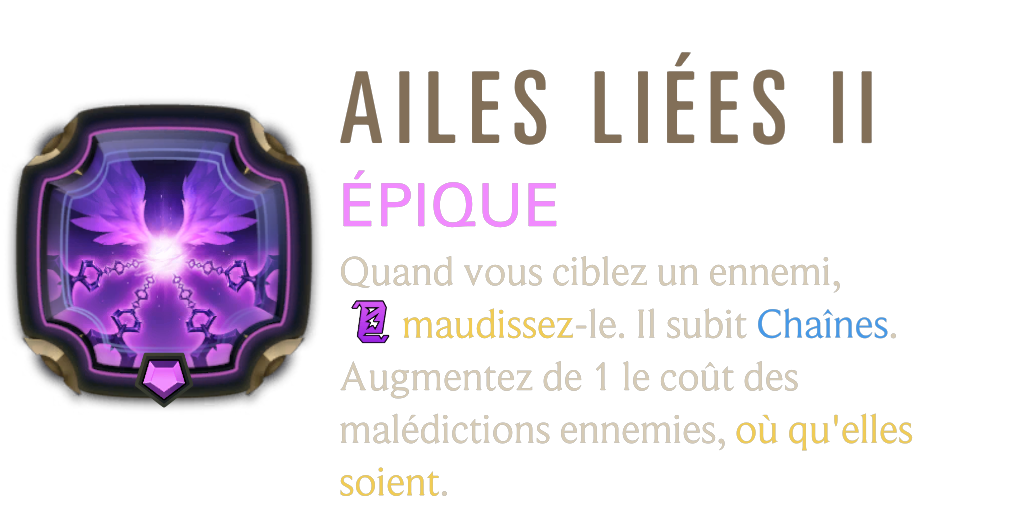 AILES LIÉES II
ÉPIQUE
Quand vous ciblez un ennemi,
maudissez-le. Il subit Chaînes.
Augmentez de 1 le coût des
malédictions ennemies, où qu'elles
soient.